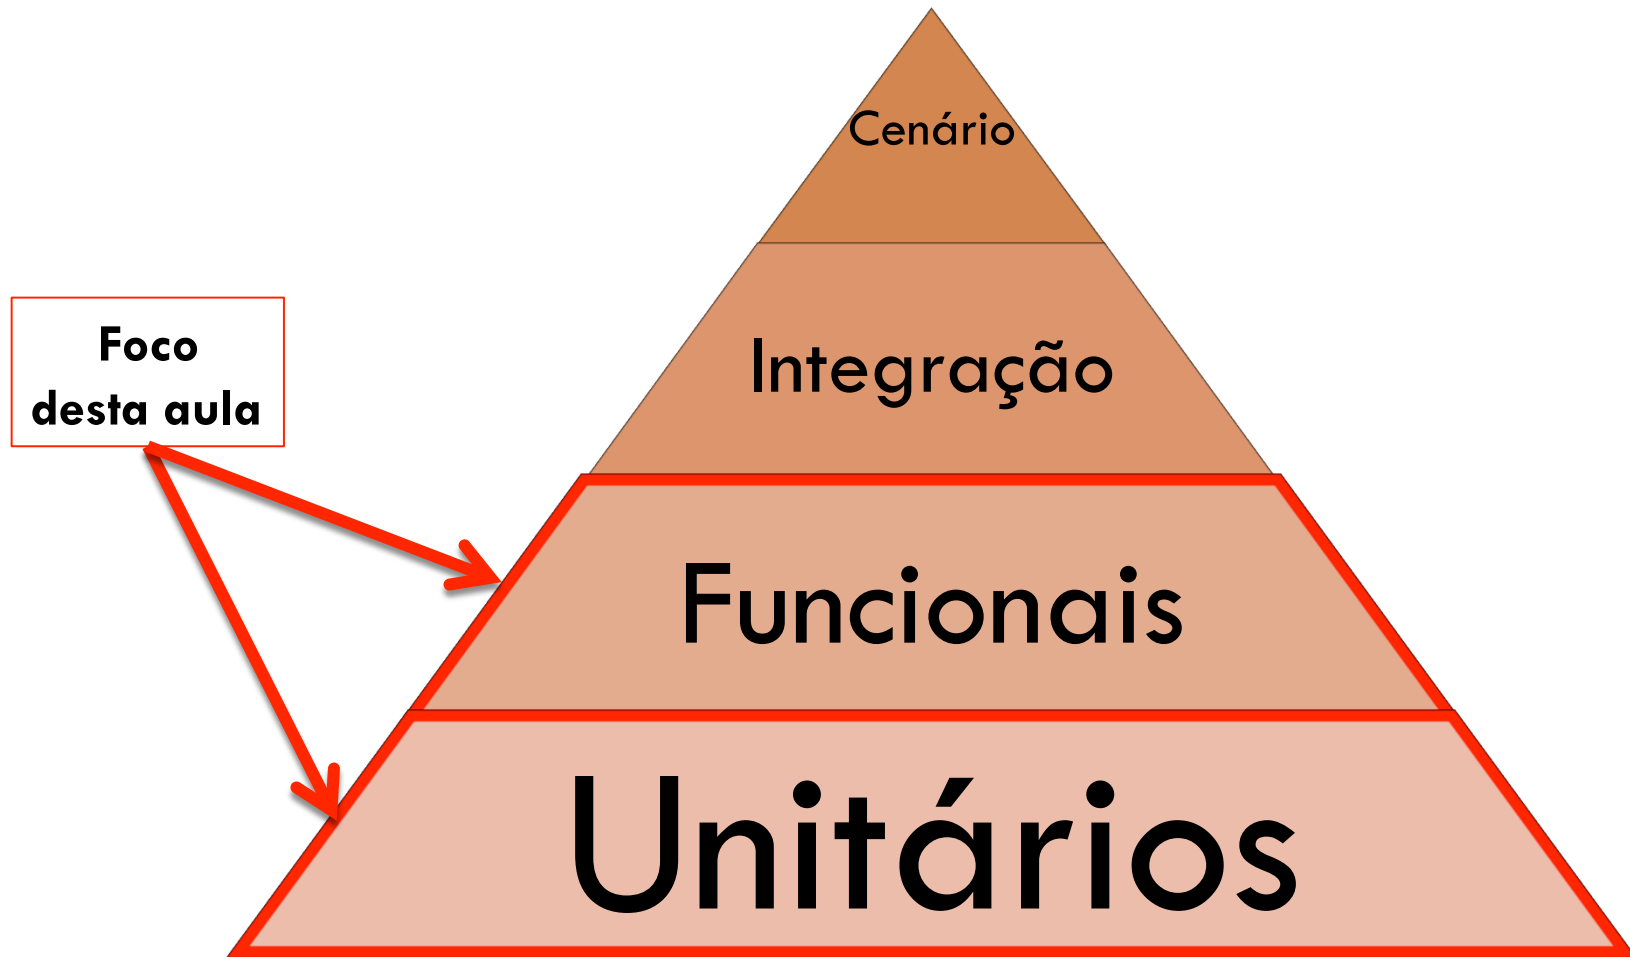 Cenário
Integração
Foco
desta aula
Funcionais
Unitários